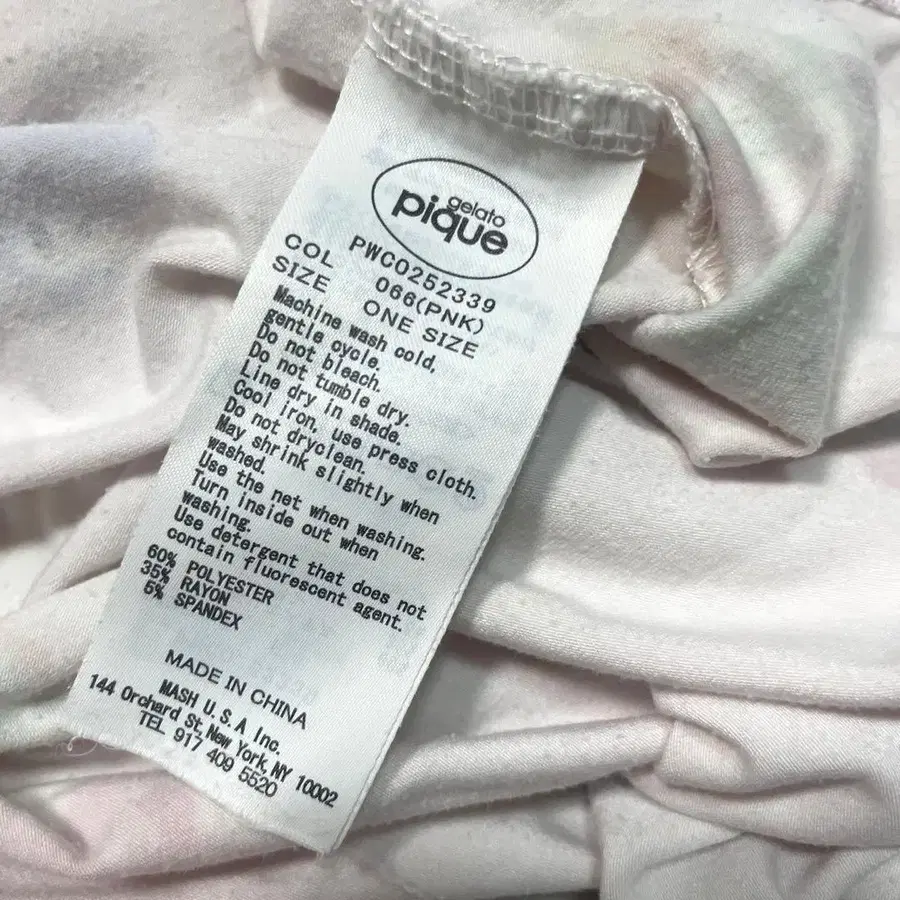 gelato
pique
PWC0252339
COL 066(PNK)
SIZE ONE SIZE
Machine wash cold,
gentle cycle.
Do not bleach.
Do not tumble dry.
Line dry in shade.
Cool iron, use press cloth.
Do not dryclean.
May shrink slightly when
washed.
Use the net when washing.
Turn inside out when
washing.
Use detergent that does not
contain fluorescent agent.
60% POLYESTER
35% RAYON
5% SPANDEX
MADE IN CHINA
MASH U.S.A Inc.
144 Orchard St, New York, NY 10002
TEL 917 409 5520